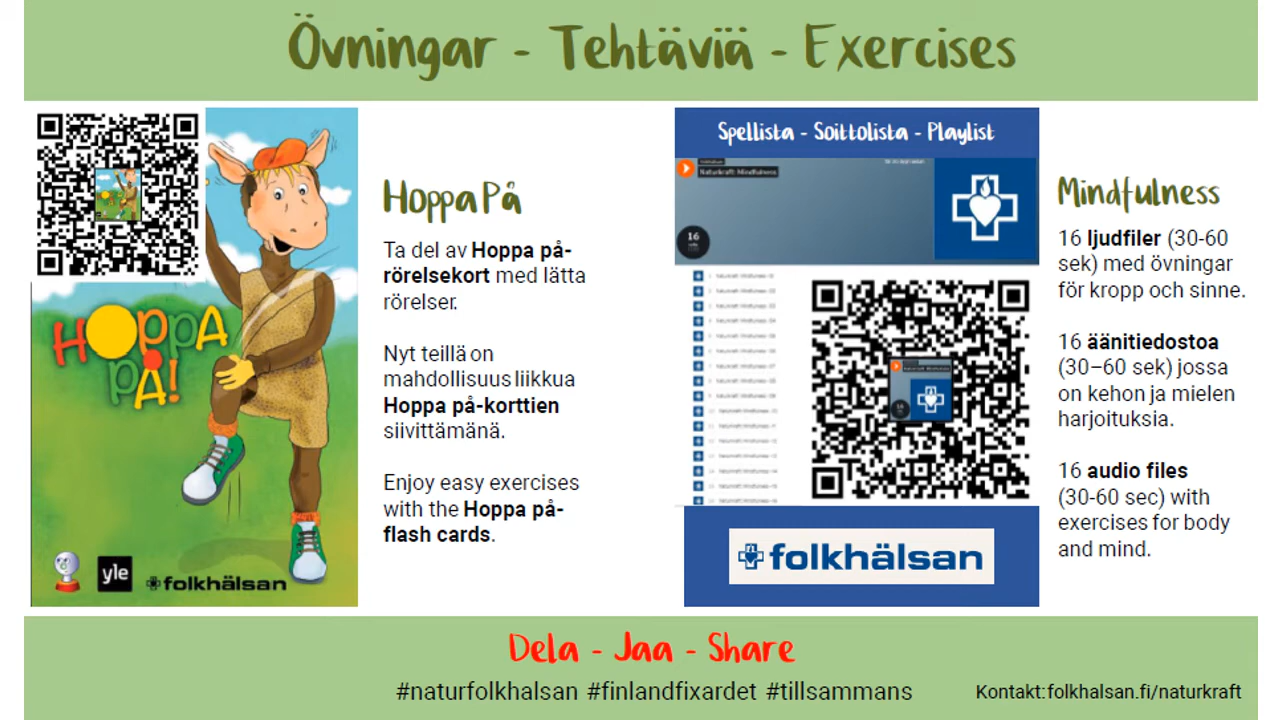 Övningar - Tehtäviä - Exercises
HOPPA
PÅ!
yle
folkhälsan
Hoppa På
Ta del av Hoppa på-
rörelsekort med lätta
rörelser.
Nyt teillä on
mahdollisuus liikkua
Hoppa på-korttien
siivittämänä.
Enjoy easy exercises
with the Hoppa på-
flash cards.
Spellista - Soittolista - Playlist
Naturkraft: Mindfulness
16
folkhälsan
Mindfulness
16 ljudfiler (30-60
sek) med övningar
för kropp och sinne.
16 äänitiedostoa
(30–60 sek) jossa
on kehon ja mielen
harjoituksia.
16 audio files
(30-60 sec) with
exercises for body
and mind.
Dela - Jaa - Share
#naturfolkhalsan #finlandfixardet #tillsammans
Kontakt:folkhalsan.fi/naturkraft